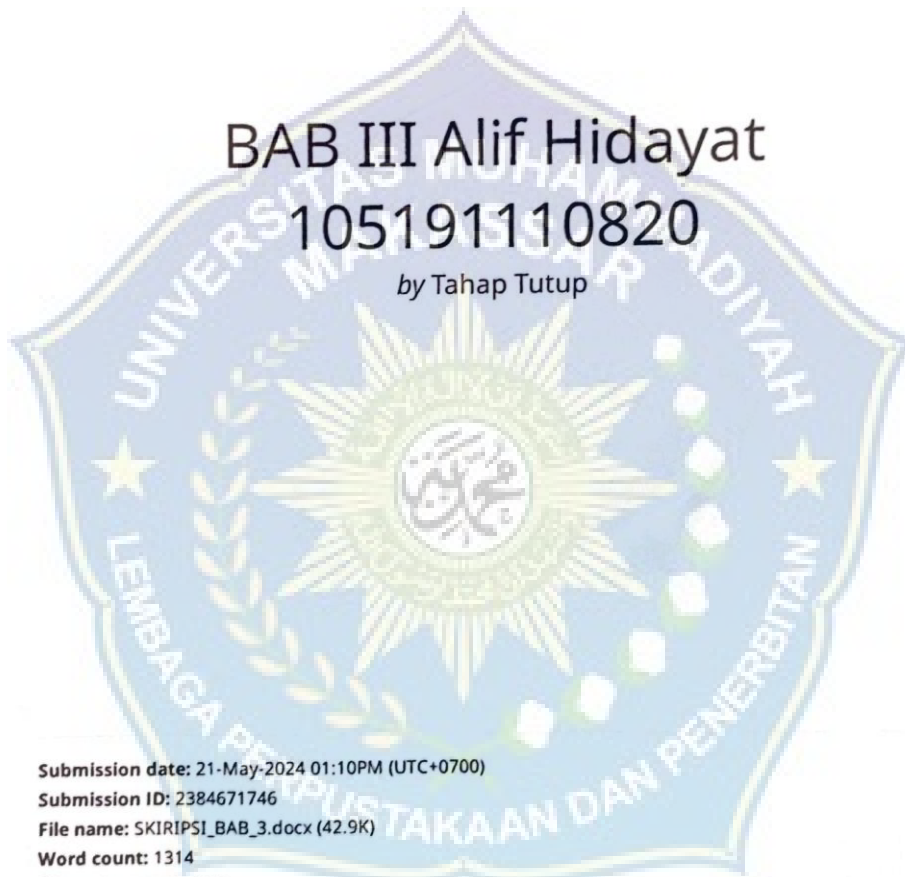 BAB III Alif Hidayat
105191110820
by Tahap Tutup
UNIVERSITAS MUHAMMADIYAH
MAKASSAR
محمدية
LEMBAGA PERPUSTAKAAN DAN PENERBITAN
Submission date: 21-May-2024 01:10PM (UTC+0700)
Submission ID: 2384671746
File name: SKIRIPSI_BAB_3.docx (42.9K)
Word count: 1314